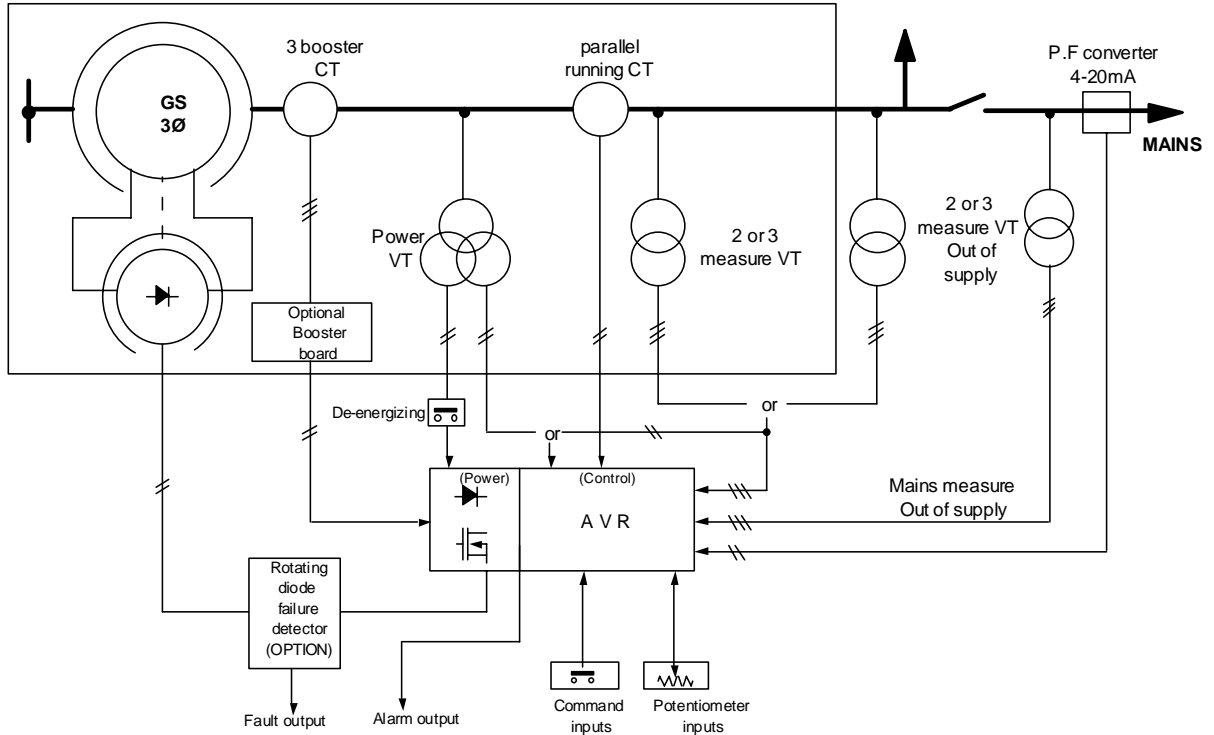 3 booster
CT
parallel
running CT
P.F converter
4-20mA
GS
3Ø
MAINS
Power
VT
2 or 3
measure VT
2 or 3
measure VT
Out of
supply
Optional
Booster
board
De-energizing
or
or
(Power)
(Control)
A V R
Mains measure
Out of supply
Rotating
diode
failure
detector
(OPTION)
Fault output
Alarm output
Command
inputs
Potentiometer
inputs